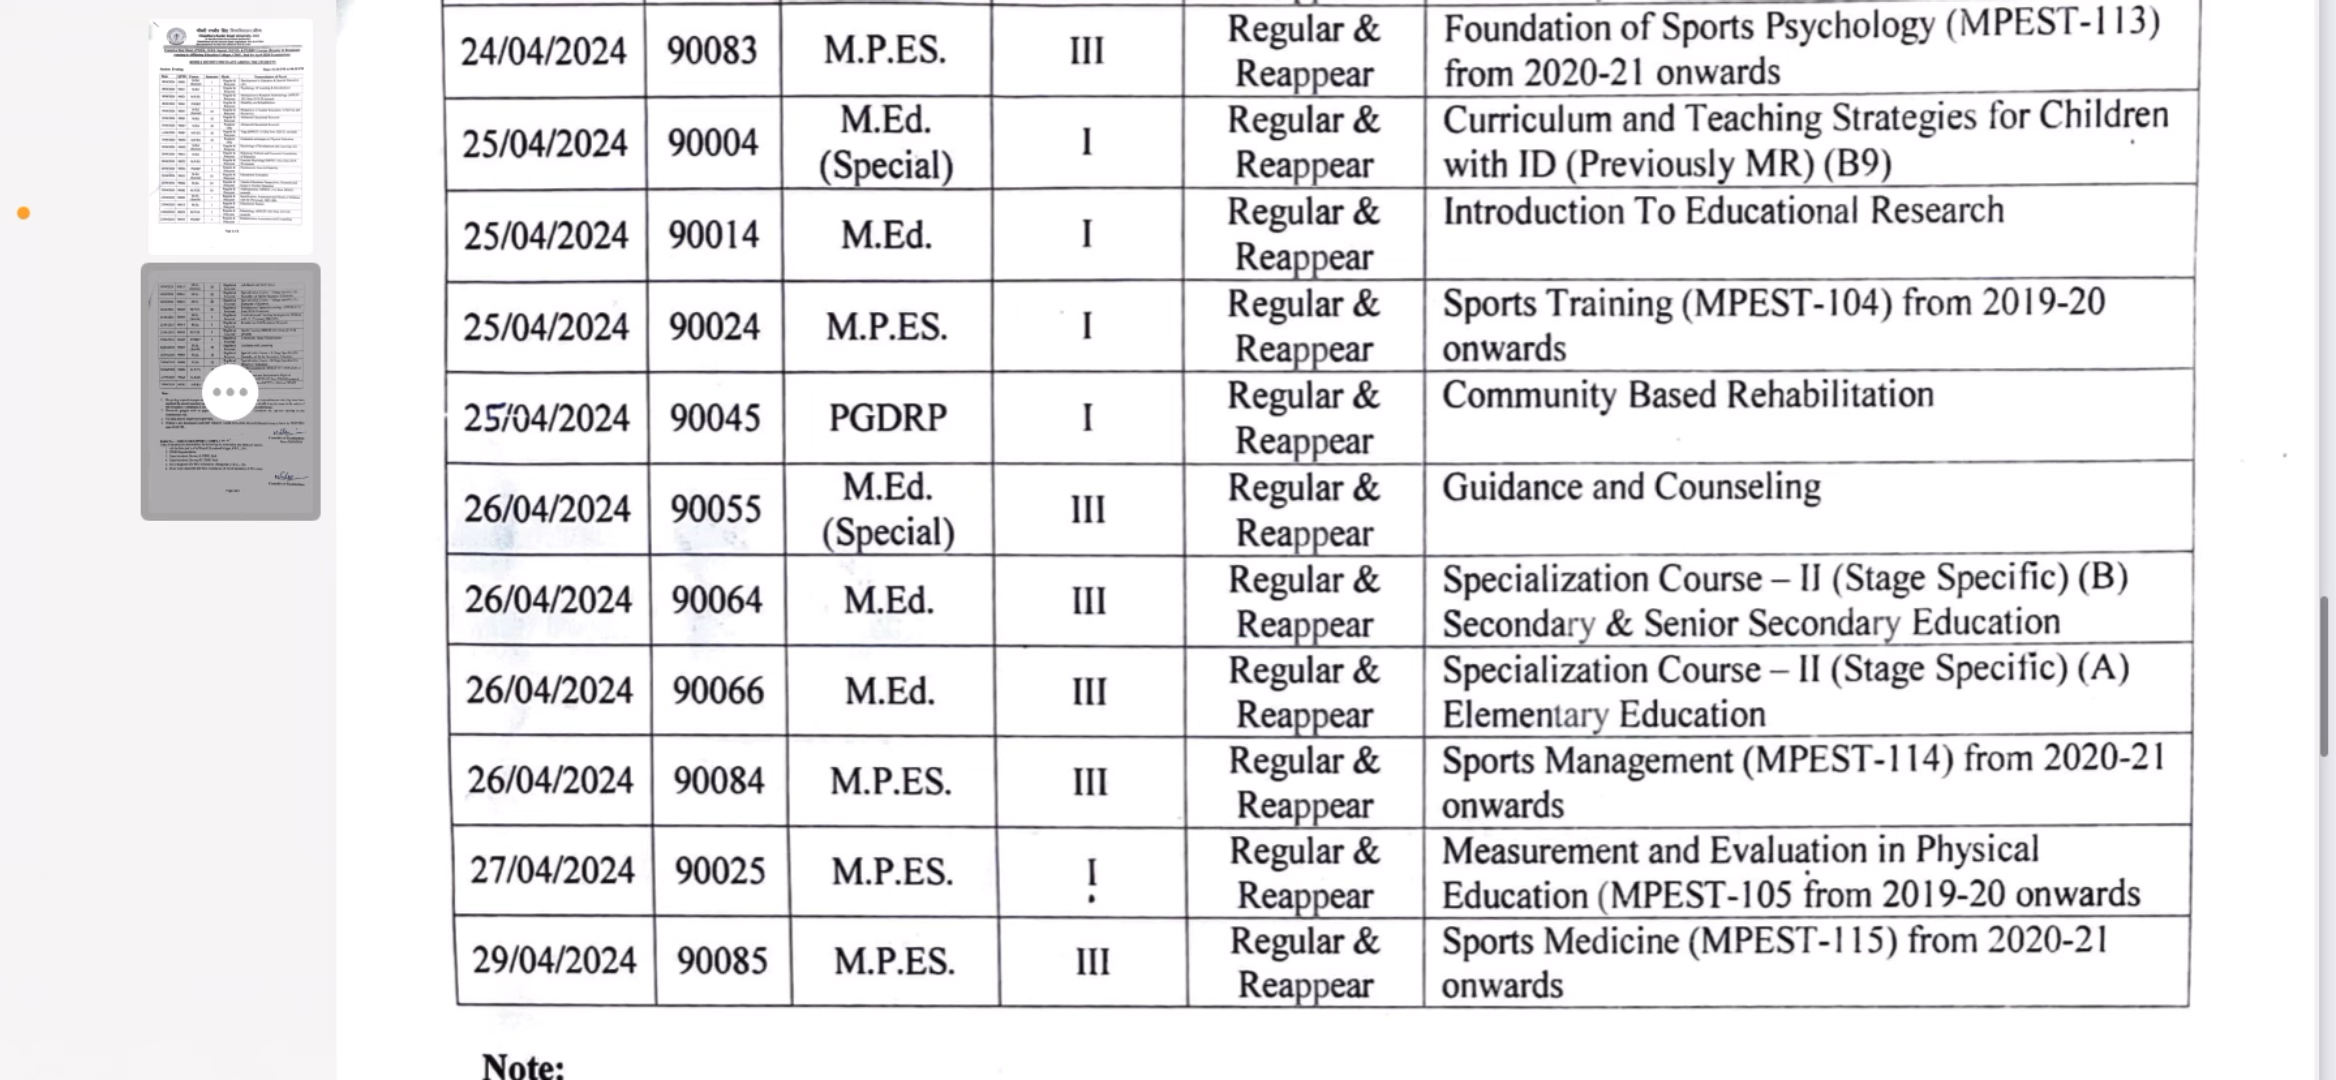 24/04/2024 90083 M.P.ES. III Regular & Reappear Foundation of Sports Psychology (MPEST-113) from 2020-21 onwards
25/04/2024 90004 M.Ed. (Special) I Regular & Reappear Curriculum and Teaching Strategies for Children with ID (Previously MR) (B9)
25/04/2024 90014 M.Ed. I Regular & Reappear Introduction To Educational Research
25/04/2024 90024 M.P.ES. I Regular & Reappear Sports Training (MPEST-104) from 2019-20 onwards
25/04/2024 90045 PGDRP I Regular & Reappear Community Based Rehabilitation
26/04/2024 90055 M.Ed. (Special) III Regular & Reappear Guidance and Counseling
26/04/2024 90064 M.Ed. III Regular & Reappear Specialization Course – II (Stage Specific) (B) Secondary & Senior Secondary Education
26/04/2024 90066 M.Ed. III Regular & Reappear Specialization Course – II (Stage Specific) (A) Elementary Education
26/04/2024 90084 M.P.ES. III Regular & Reappear Sports Management (MPEST-114) from 2020-21 onwards
27/04/2024 90025 M.P.ES. I Regular & Reappear Measurement and Evaluation in Physical Education (MPEST-105 from 2019-20 onwards
29/04/2024 90085 M.P.ES. III Regular & Reappear Sports Medicine (MPEST-115) from 2020-21 onwards
Note: